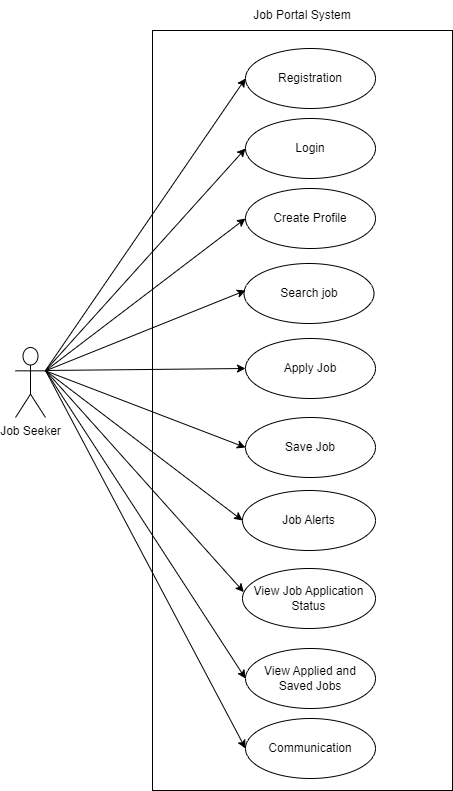 Job Portal System
Registration
Login
Create Profile
Search job
Apply Job
Job Seeker
Save Job
Job Alerts
View Job Application
Status
View Applied and
Saved Jobs
Communication